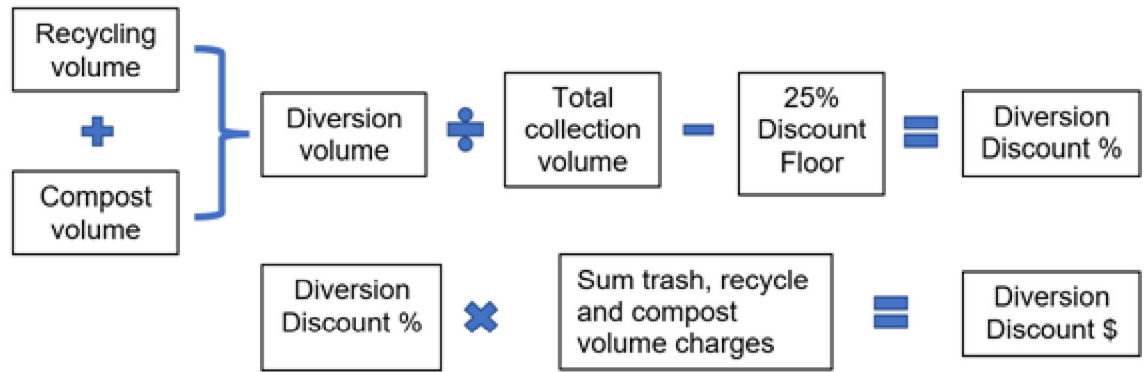 Recycling
volume
+
Compost
volume
Diversion
volume
÷
Total
collection
volume
−
25%
Discount
Floor
=
Diversion
Discount %
Diversion
Discount %
×
Sum trash, recycle
and compost
volume charges
=
Diversion
Discount $